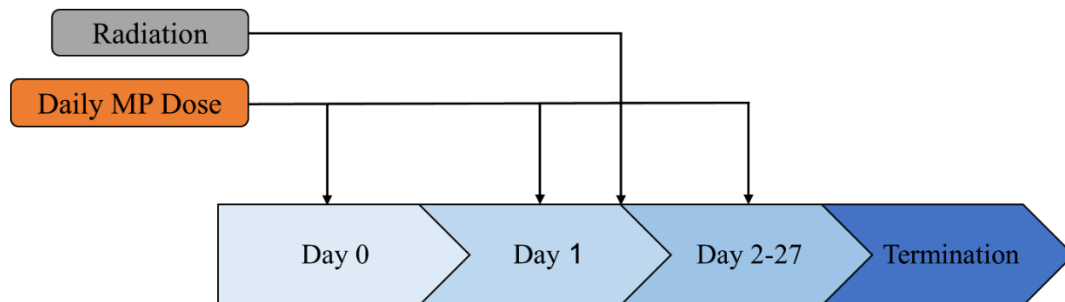 Radiation
Daily MP Dose
Day 0
Day 1
Day 2-27
Termination